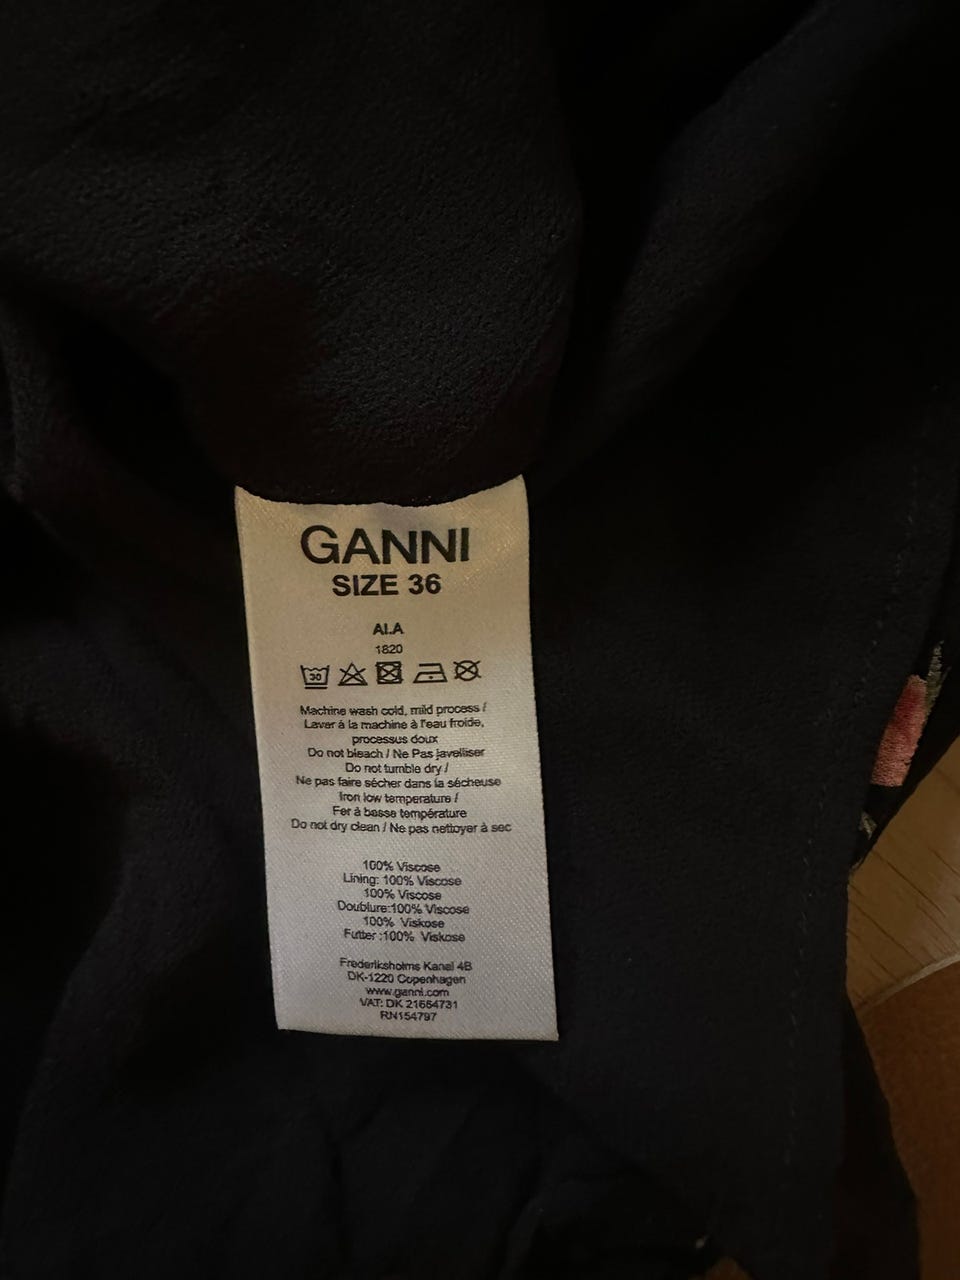 GANNI
SIZE 36
ALA
1820
30
Machine wash cold, mild process /
Laver à la machine à l'eau froide,
processus doux
Do not bleach / Ne Pas javelliser
Do not tumble dry /
Ne pas faire sécher dans la sécheuse
Iron low temperature /
Fer à basse température
Do not dry clean / Ne pas nettoyer à sec
100% Viscose
Lining: 100% Viscose
100% Viscose
Doublure:100% Viscose
100% Viskose
Futter :100% Viskose
Frederiksholms Kanal 4B
DK-1220 Copenhagen
www.ganni.com
VAT: DK 21664731
RN154797